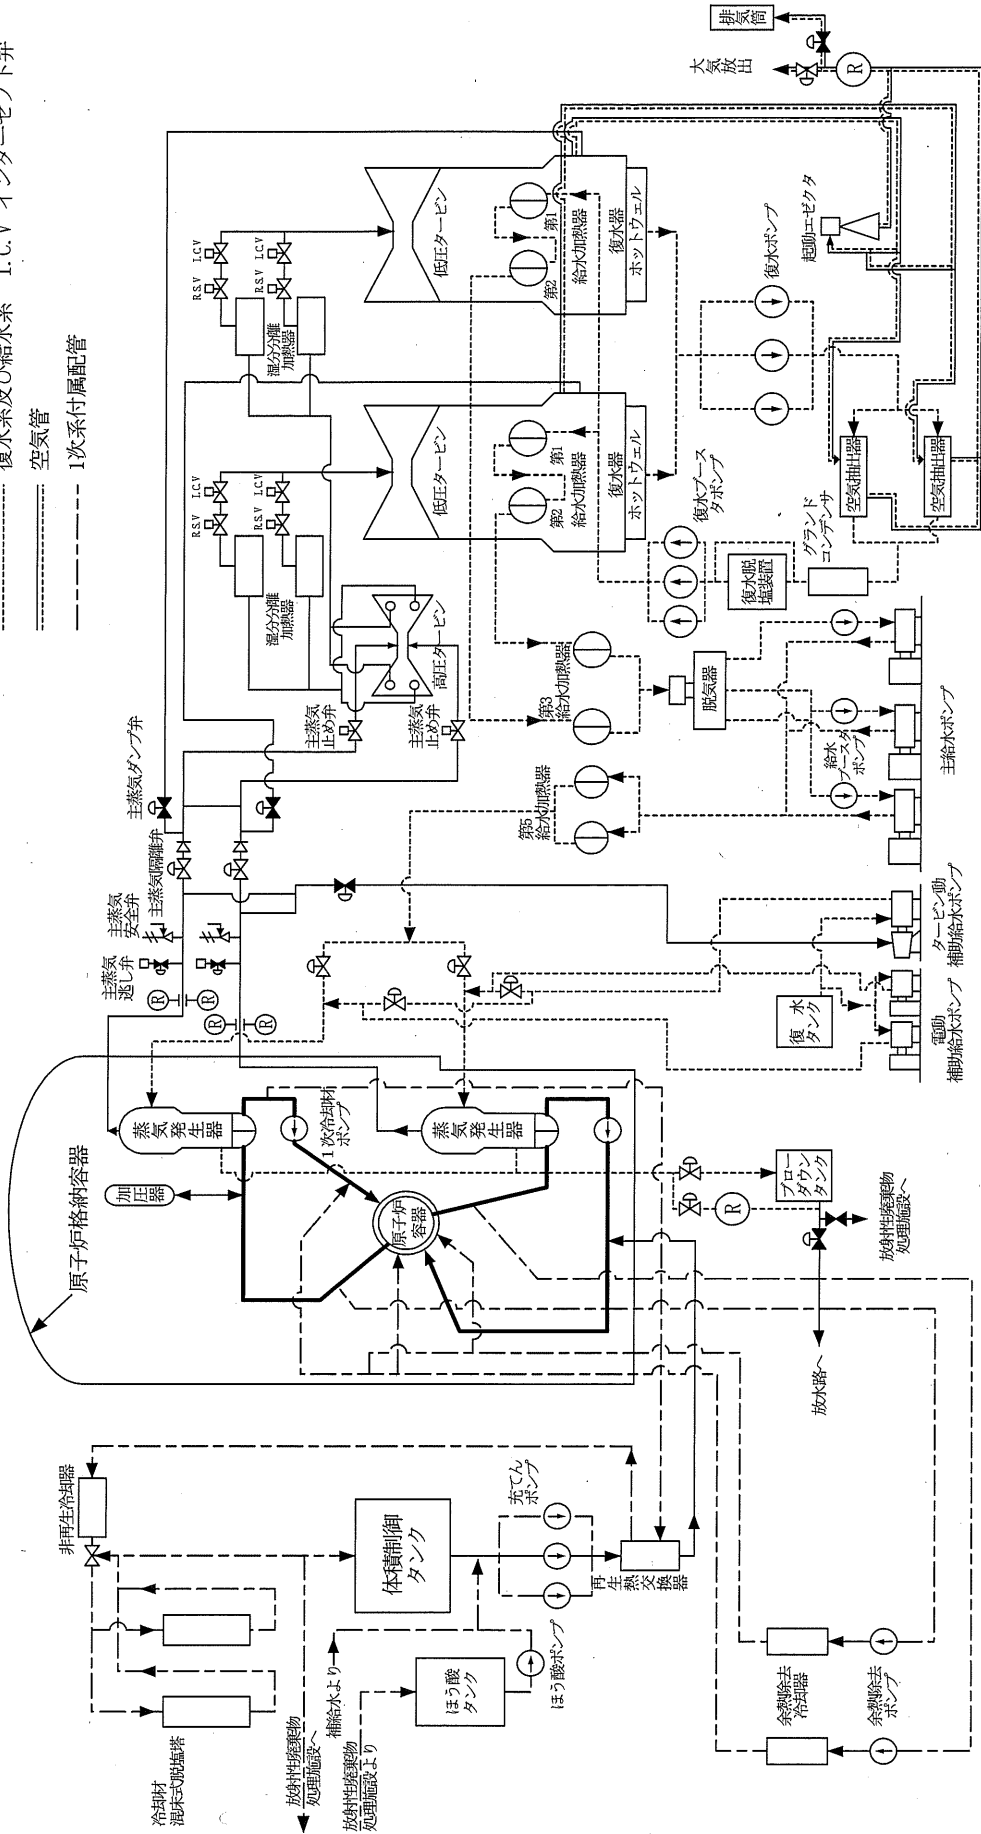 復水系及び給水系 I.C.V インターセプト弁
空気管
1次系付属配管
排気筒
大気
放出
R
低圧タービン
第1
第2
給水加熱器
復水器
ホットウェル
R.S.V I.C.V
R.S.V I.C.V
湿分分離
加熱器
復水ポンプ
起動エゼクタ
低圧タービン
第1
第2
給水加熱器
復水器
ホットウェル
R.S.V I.C.V
R.S.V I.C.V
湿分分離
加熱器
高圧タービン
復水ブース
タポンプ
復水脱
塩装置
グランド
コンデンサ
空気抽出器
空気抽出器
主蒸気
止め弁
主蒸気
止め弁
第3
給水加熱器
脱気器
給水
ブースタ
ポンプ
主給水ポンプ
第5
給水加熱器
主蒸気ダンプ弁
主蒸気隔離弁
主蒸気
安全弁
主蒸気
逃し弁
R
R
R
R
タービン動
補助給水ポンプ
電動
補助給水ポンプ
復水
タンク
原子炉格納容器
蒸気
発生器
蒸気
発生器
1次冷却材
ポンプ
加圧器
原子炉
容器
ブロー
ダウン
タンク
R
放射性廃棄物
処理施設へ
放水路へ
非再生冷却器
体積制御
タンク
充てん
ポンプ
再生熱交換器
冷却材
混床式脱塩塔
放射性廃棄物
処理施設へ
補給水より
放射性廃棄物
処理施設より
ほう酸
タンク
ほう酸ポンプ
余熱除去
冷却器
余熱除去
ポンプ